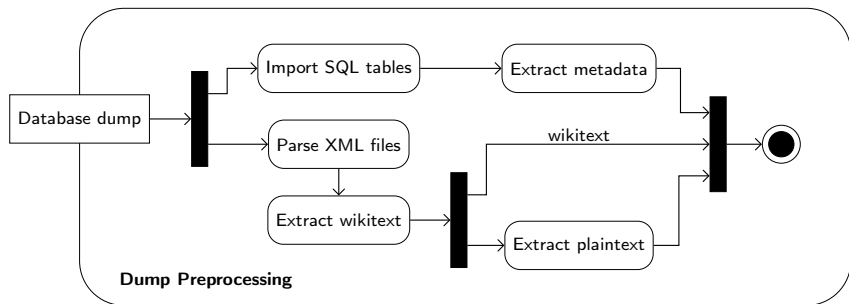 Import SQL tables
Extract metadata
Database dump
Parse XML files
wikitext
Extract wikitext
Extract plaintext
Dump Preprocessing